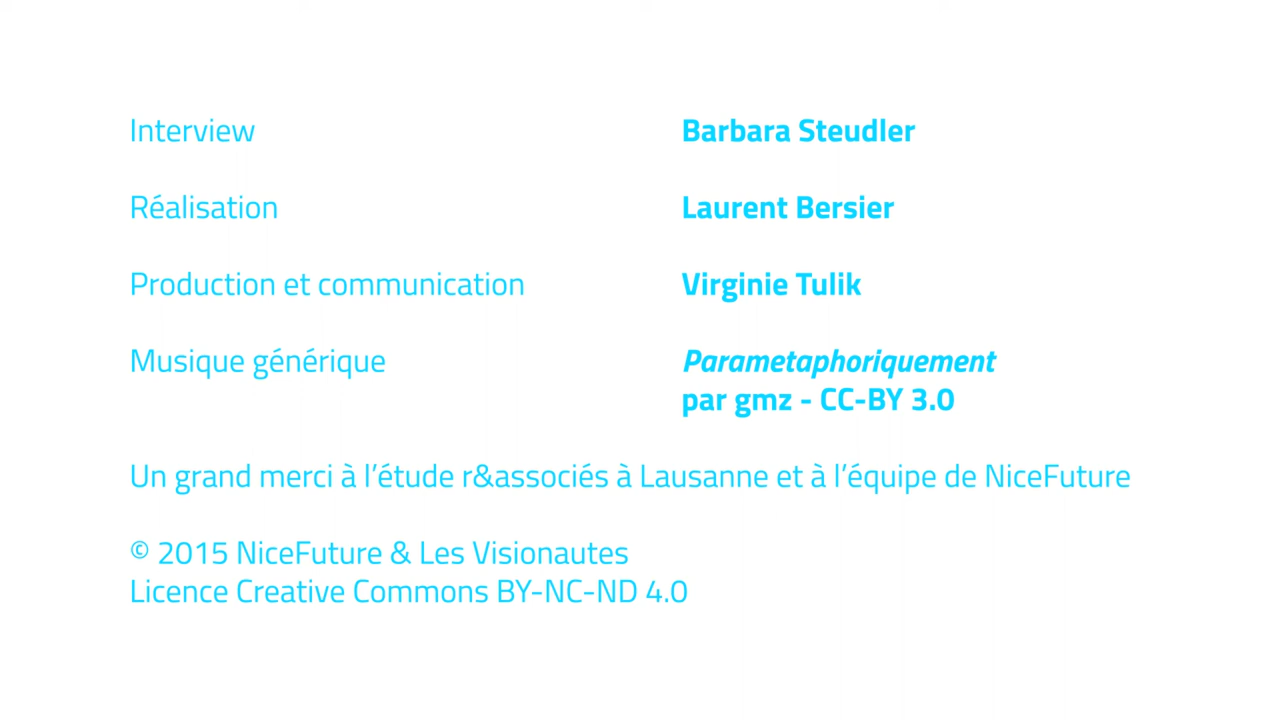 Interview Barbara Steudler
Réalisation Laurent Bersier
Production et communication Virginie Tulik
Musique générique Parametaphoriquement
par gmz - CC-BY 3.0
Un grand merci à l’étude r&associés à Lausanne et à l’équipe de NiceFuture
© 2015 NiceFuture & Les Visionautes
Licence Creative Commons BY-NC-ND 4.0